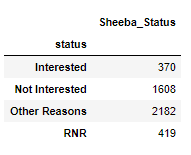 Sheeba_Status
status
Interested 370
Not Interested 1608
Other Reasons 2182
RNR 419